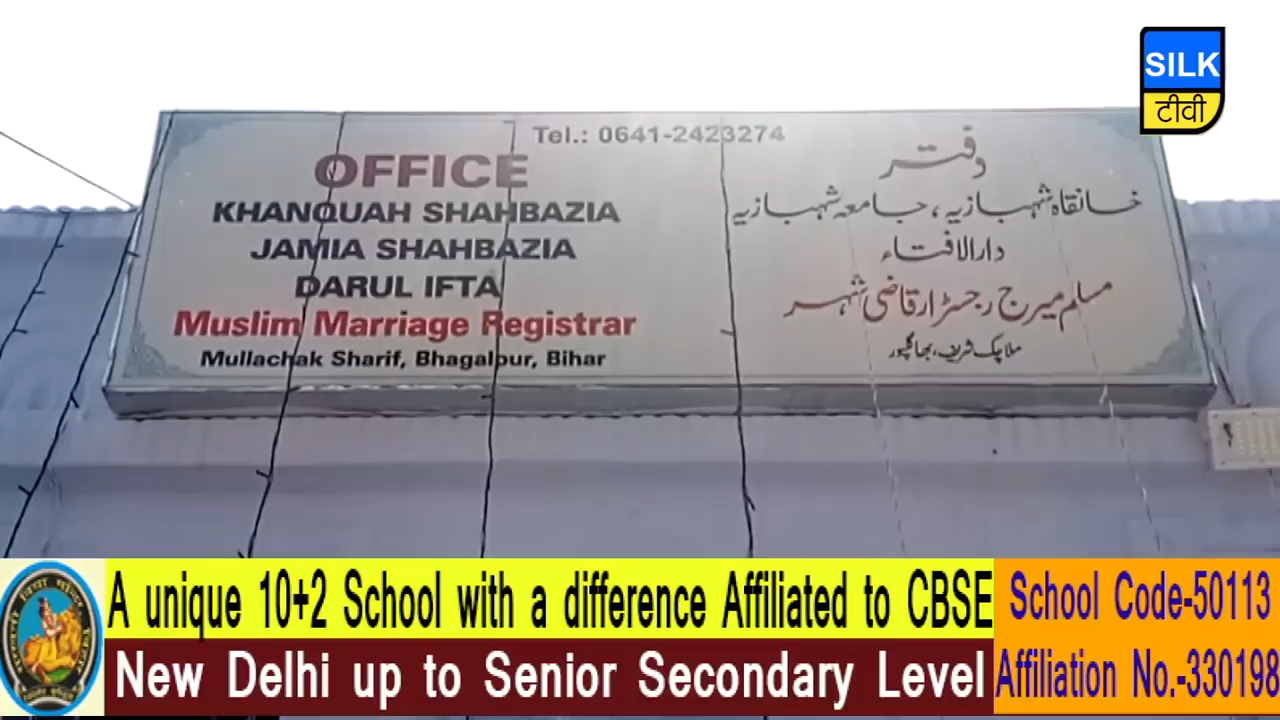 SILK
टीवी
Tel.: 0641-2423274
OFFICE
KHANQUAH SHAHBAZIA
JAMIA SHAHBAZIA
DARUL IFTA
Muslim Marriage Registrar
Mullachak Sharif, Bhagalpur, Bihar
دفتر
خانقاہ شہبازیہ، جامعہ شہبازیہ
دارالافتاء
مسلم میرج رجسٹرار قاضی شہر
ملاچک شریف، بھاگلپور
A unique 10+2 School with a difference Affiliated to CBSE
New Delhi up to Senior Secondary Level
School Code-50113
Affiliation No.-330198